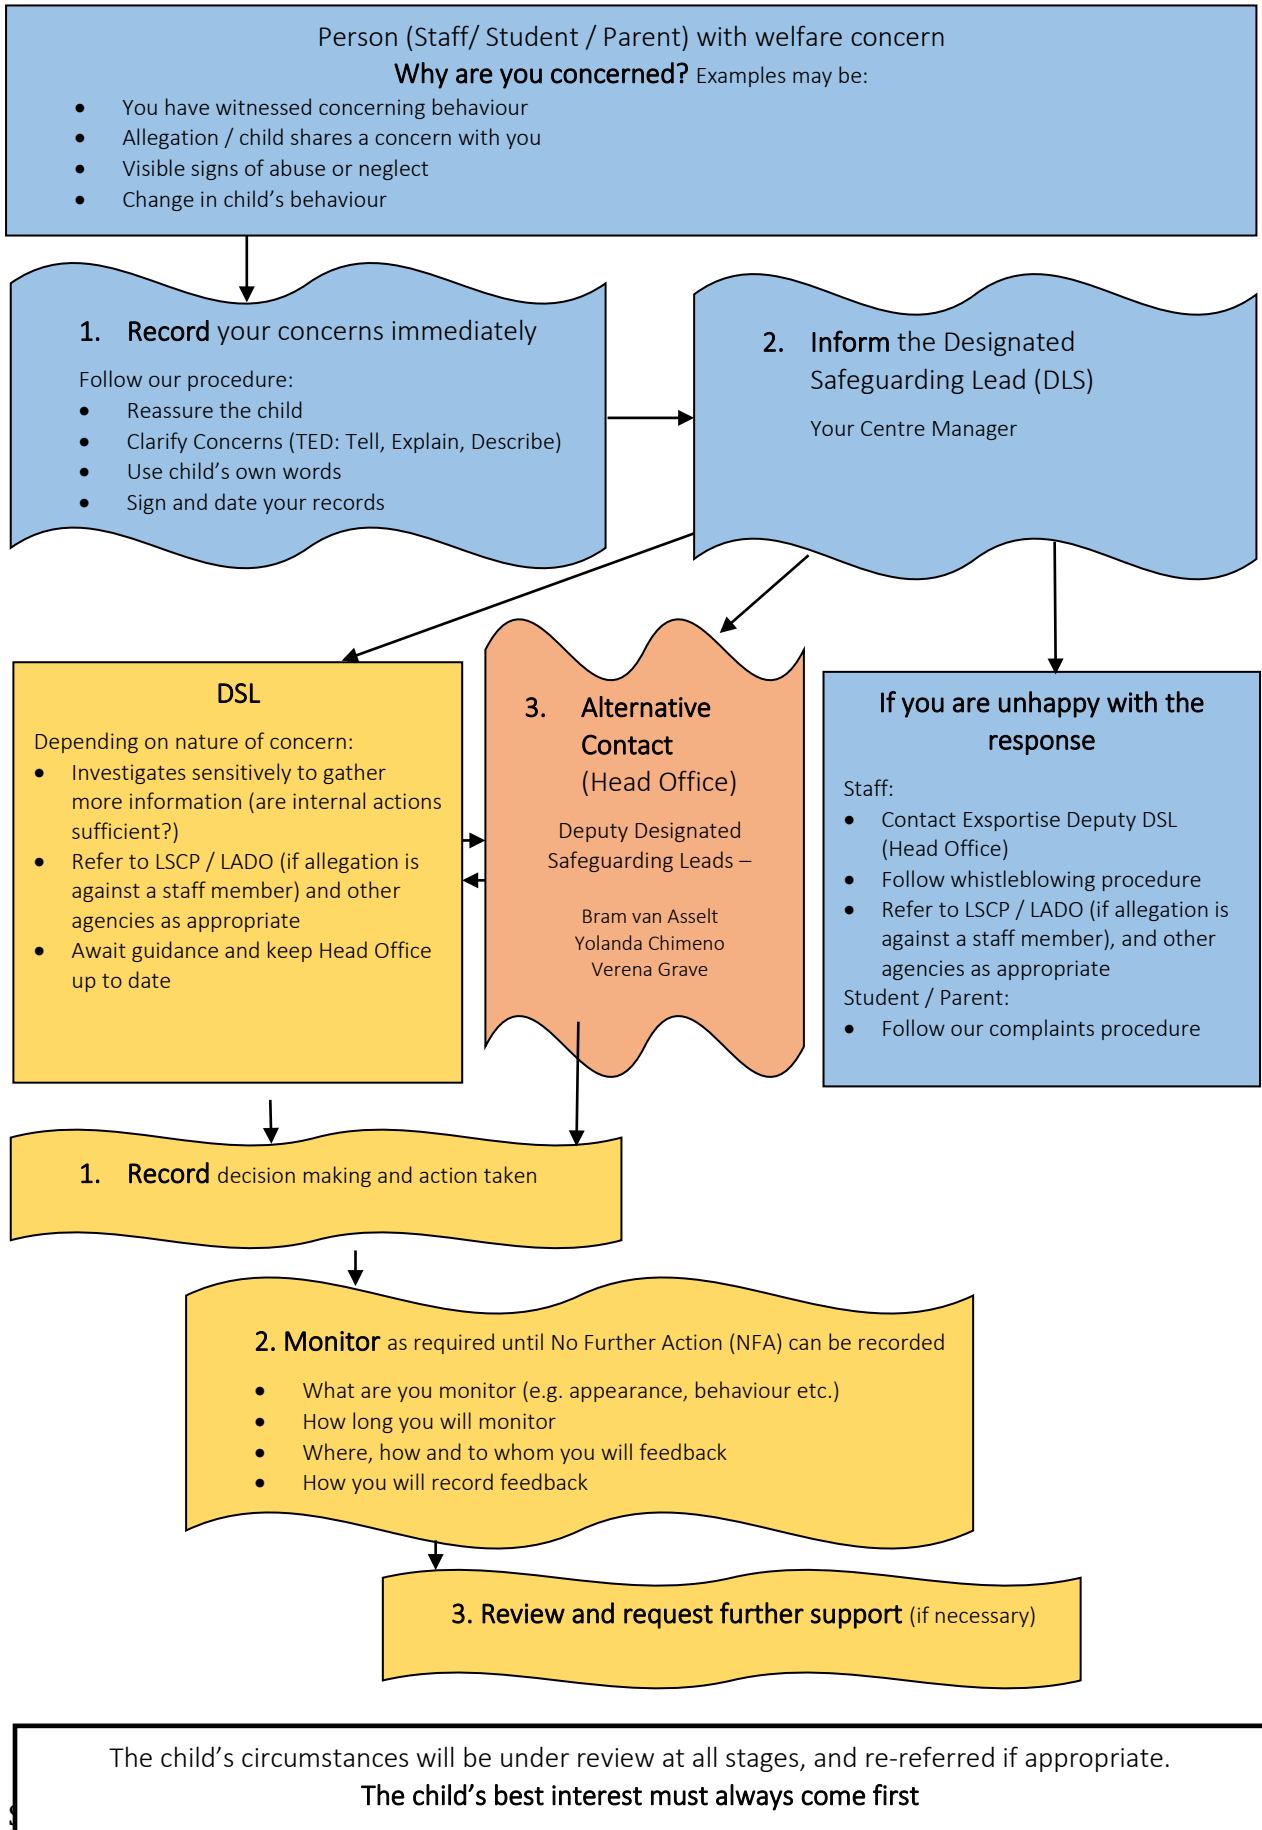 Person (Staff/ Student / Parent) with welfare concern
Why are you concerned? Examples may be:
• You have witnessed concerning behaviour
• Allegation / child shares a concern with you
• Visible signs of abuse or neglect
• Change in child's behaviour
1. Record your concerns immediately
Follow our procedure:
• Reassure the child
• Clarify Concerns (TED: Tell, Explain, Describe)
• Use child's own words
• Sign and date your records
2. Inform the Designated
Safeguarding Lead (DLS)
Your Centre Manager
DSL
Depending on nature of concern:
• Investigates sensitively to gather
more information (are internal actions
sufficient?)
• Refer to LSCP / LADO (if allegation is
against a staff member) and other
agencies as appropriate
• Await guidance and keep Head Office
up to date
3. Alternative
Contact
(Head Office)
Deputy Designated
Safeguarding Leads –
Bram van Asselt
Yolanda Chimeno
Verena Grave
If you are unhappy with the
response
Staff:
• Contact Exsportise Deputy DSL
(Head Office)
• Follow whistleblowing procedure
• Refer to LSCP / LADO (if allegation is
against a staff member), and other
agencies as appropriate
Student / Parent:
• Follow our complaints procedure
1. Record decision making and action taken
2. Monitor as required until No Further Action (NFA) can be recorded
• What are you monitor (e.g. appearance, behaviour etc.)
• How long you will monitor
• Where, how and to whom you will feedback
• How you will record feedback
3. Review and request further support (if necessary)
The child's circumstances will be under review at all stages, and re-referred if appropriate.
The child's best interest must always come first